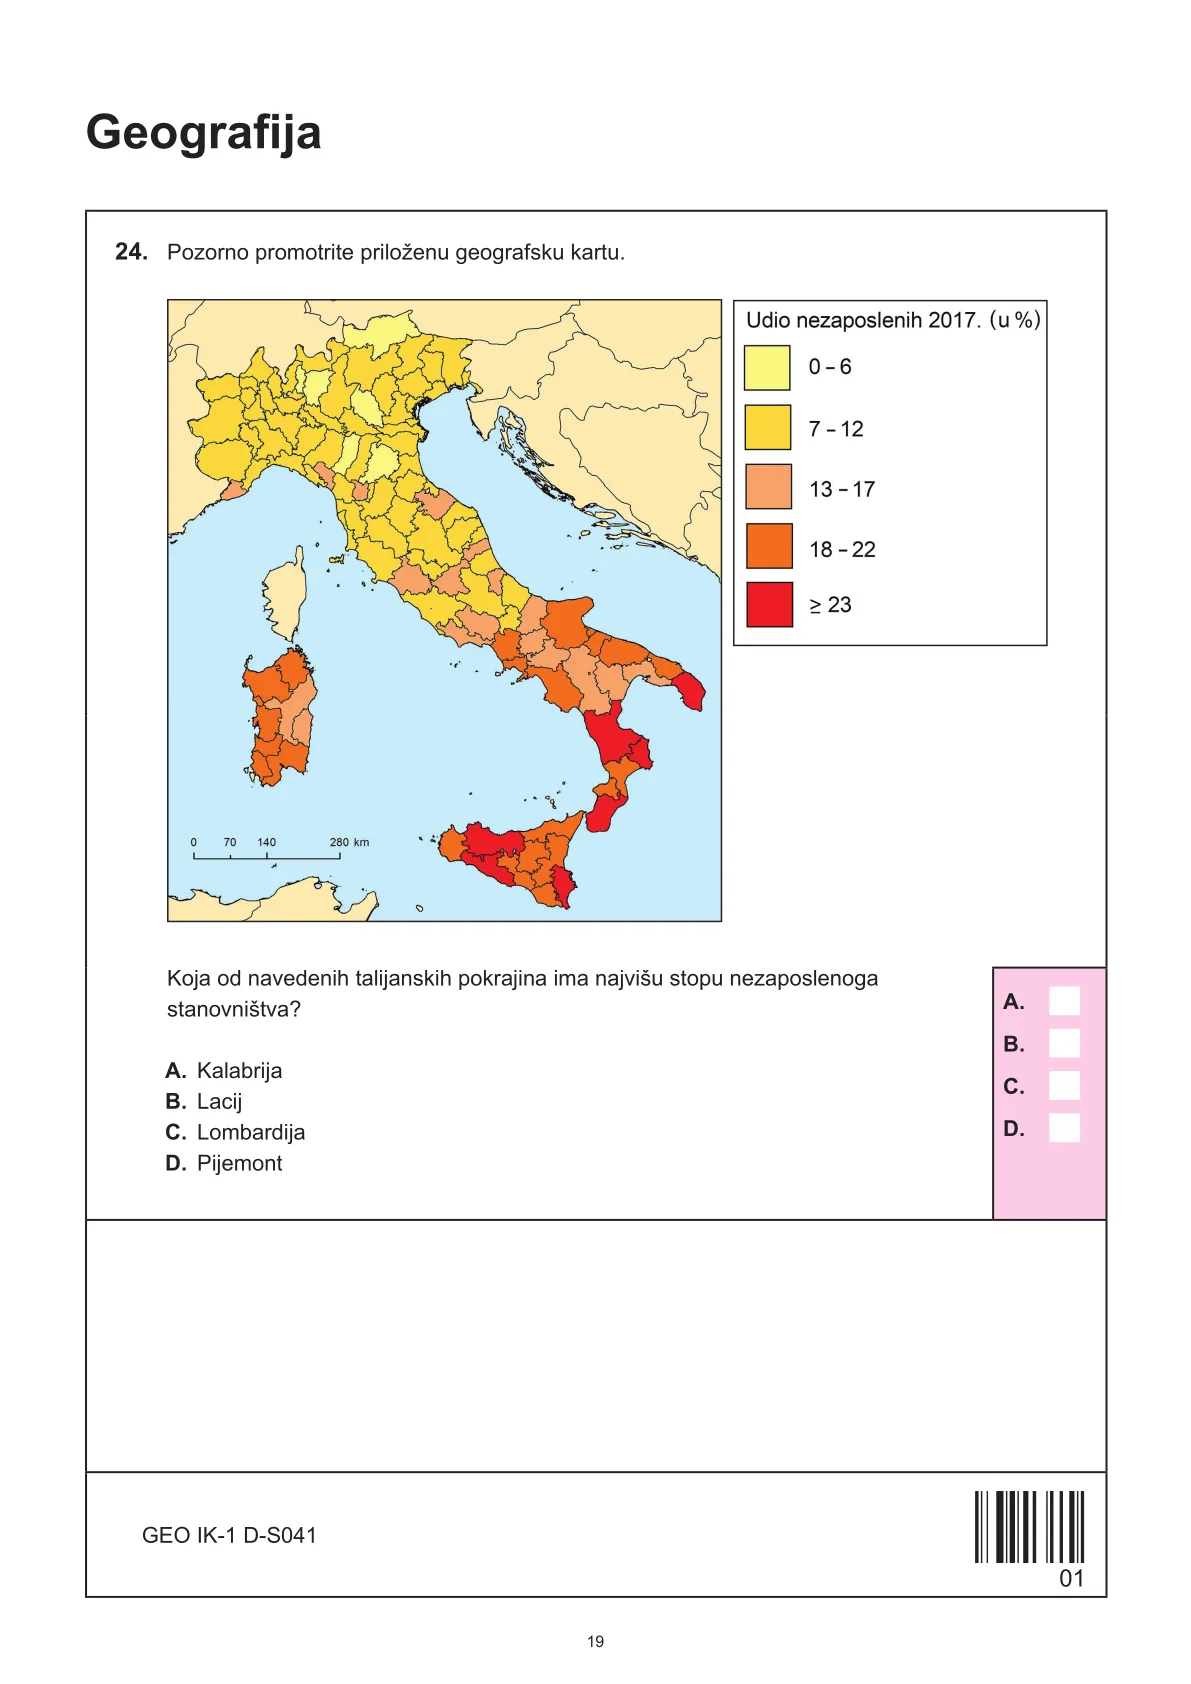 Geografija
24. Pozorno promotrite priloženu geografsku kartu.
Udio nezaposlenih 2017. (u %)
0 – 6
7 – 12
13 – 17
18 – 22
≥ 23
0 70 140 280 km
Koja od navedenih talijanskih pokrajina ima najvišu stopu nezaposlenoga
stanovništva?
A. Kalabrija
B. Lacij
C. Lombardija
D. Pijemont
A.
B.
C.
D.
GEO IK-1 D-S041
01
19